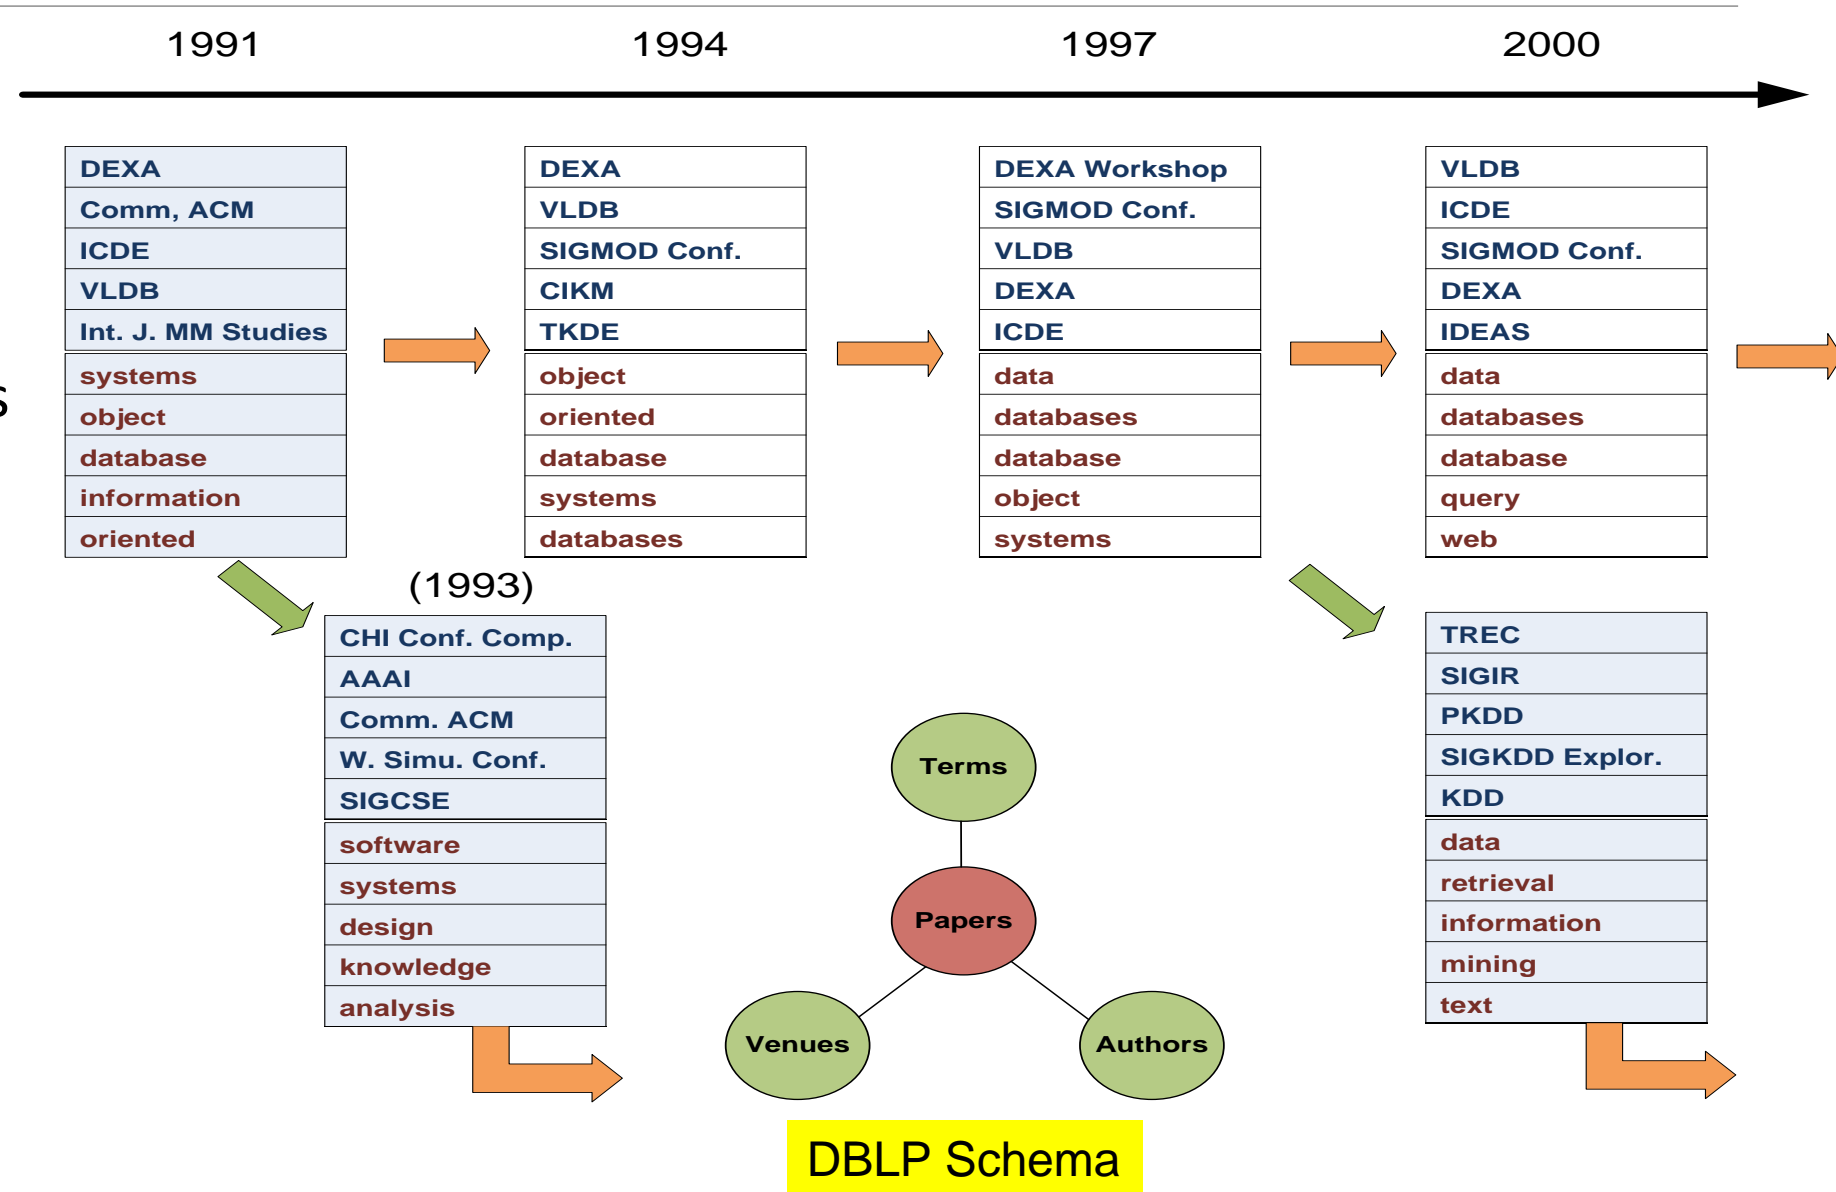 1991
1994
1997
2000
DEXA
Comm, ACM
ICDE
VLDB
Int. J. MM Studies
systems
object
database
information
oriented
DEXA
VLDB
SIGMOD Conf.
CIKM
TKDE
object
oriented
database
systems
databases
DEXA Workshop
SIGMOD Conf.
VLDB
DEXA
ICDE
data
databases
database
object
systems
VLDB
ICDE
SIGMOD Conf.
DEXA
IDEAS
data
databases
database
query
web
s
(1993)
CHI Conf. Comp.
AAAI
Comm. ACM
W. Simu. Conf.
SIGCSE
software
systems
design
knowledge
analysis
Terms
Papers
Venues
Authors
DBLP Schema
TREC
SIGIR
PKDD
SIGKDD Explor.
KDD
data
retrieval
information
mining
text